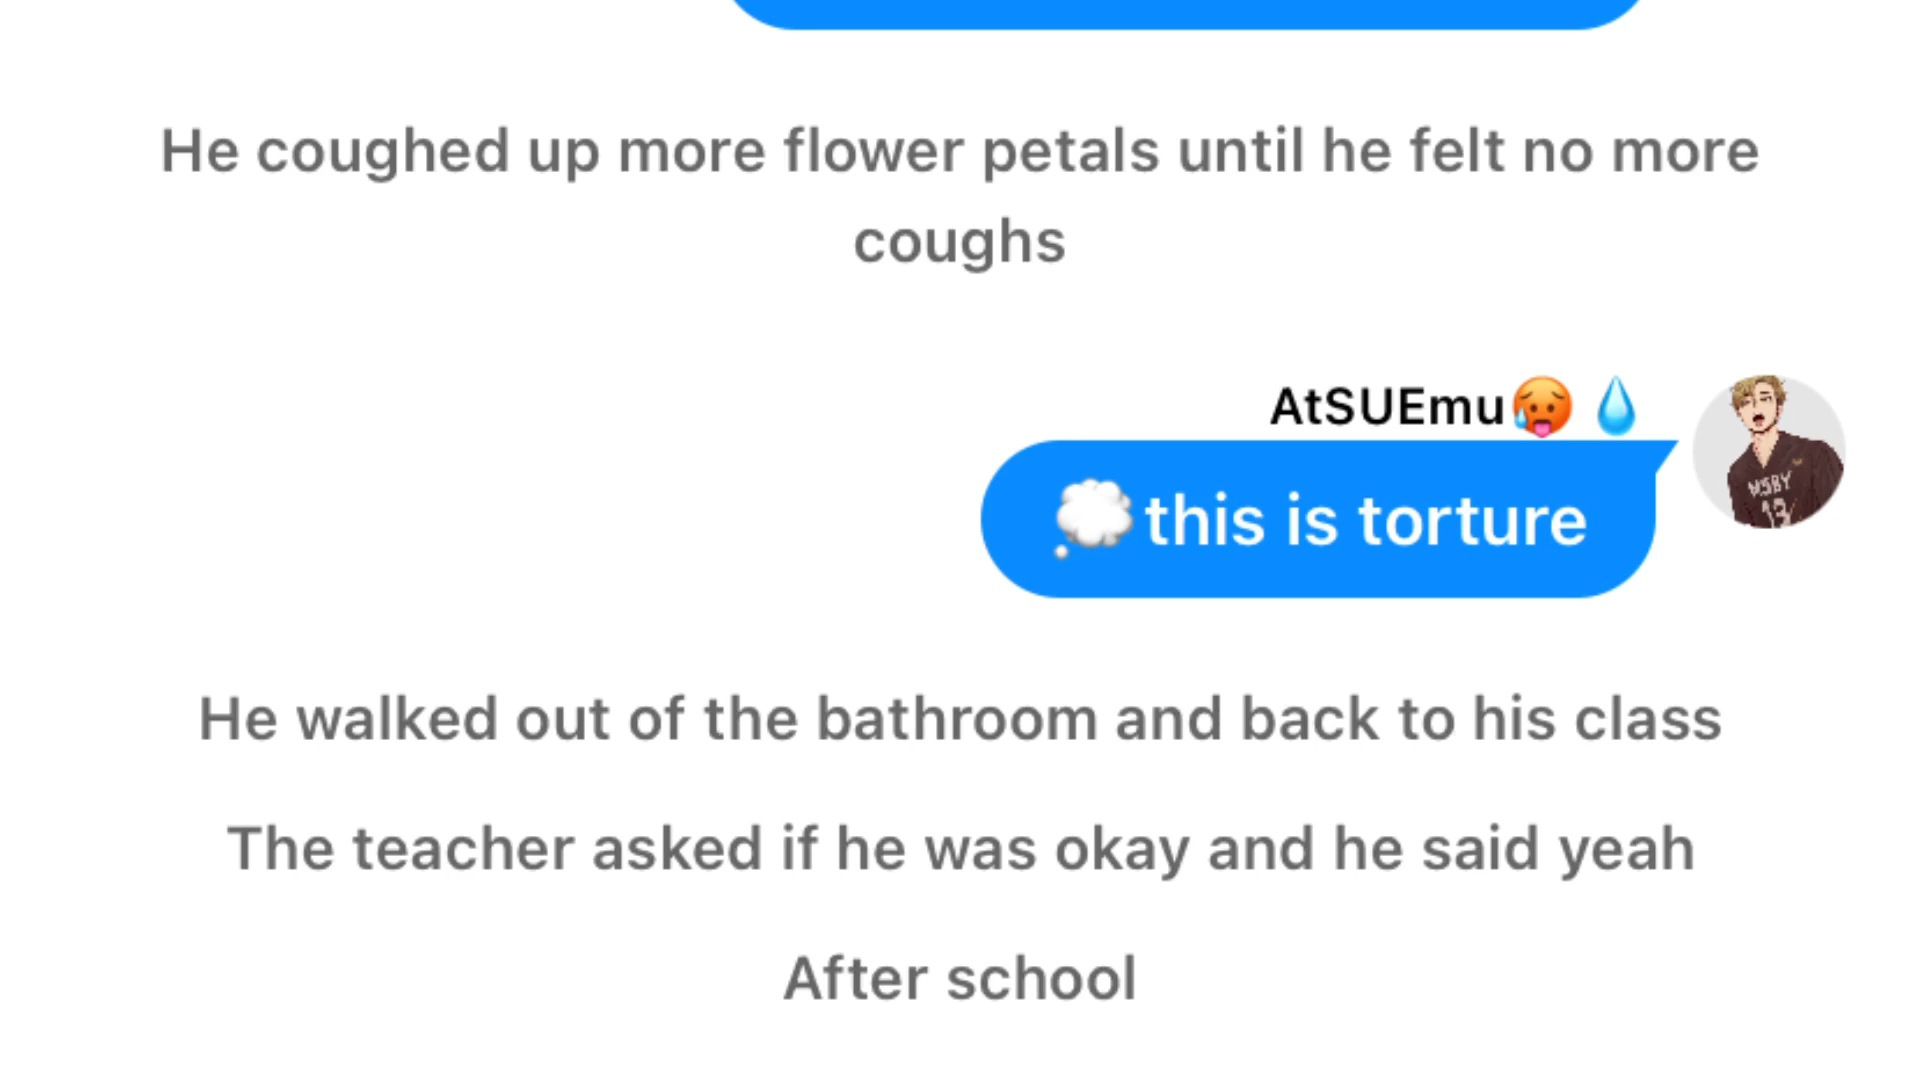 He coughed up more flower petals until he felt no more
coughs
AtSUEmu🥵 💧
💭this is torture
MSBY
13
He walked out of the bathroom and back to his class
The teacher asked if he was okay and he said yeah
After school